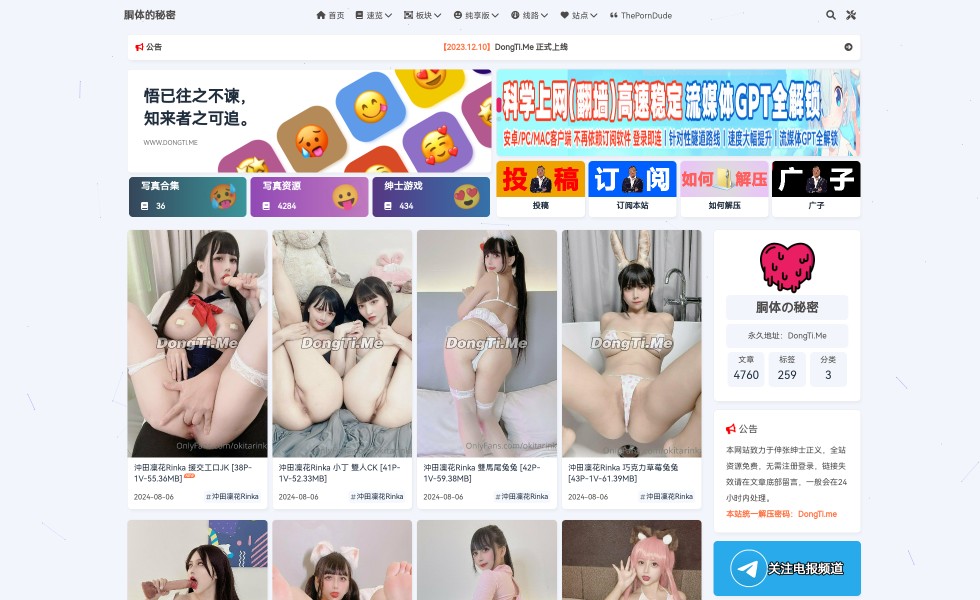 胴体的秘密
首页
速览
板块
纯享版
线路
站点
ThePornDude
公告
【2023.12.10】DongTi.Me 正式上线
悟已往之不谏，
知来者之可追。
WWW.DONGTI.ME
科学上网(翻墙)高速稳定 流媒体GPT全解锁
安卓/PC/MAC客户端 不再依赖订阅软件 登录即连｜针对性隧道路线｜速度大幅提升｜流媒体GPT全解锁
写真合集
36
写真资源
4284
绅士游戏
434
投稿
订阅
如何解压
广子
投稿
订阅本站
如何解压
广子
DongTi.Me
DongTi.Me
DongTi.Me
DongTi.Me
OnlyFans.com/okitarink
OnlyFans.com/okitarink
沖田凜花Rinka 援交工口JK [38P-
1V-55.36MB]
2024-08-06
#沖田凜花Rinka
沖田凜花Rinka 小丁 雙人CK [41P-
1V-52.33MB]
2024-08-06
#沖田凜花Rinka
沖田凜花Rinka 雙馬尾兔兔 [42P-
1V-59.38MB]
2024-08-06
#沖田凜花Rinka
沖田凜花Rinka 巧克力草莓兔兔
[43P-1V-61.39MB]
2024-08-06
#沖田凜花Rinka
胴体の秘密
永久地址：DongTi.Me
文章
4760
标签
259
分类
3
公告
本网站致力于伸张绅士正义，全站
资源免费，无需注册登录，链接失
效请在文章底部留言，一般会在24
小时内处理。
本站统一解压密码：DongTi.me
关注电报频道